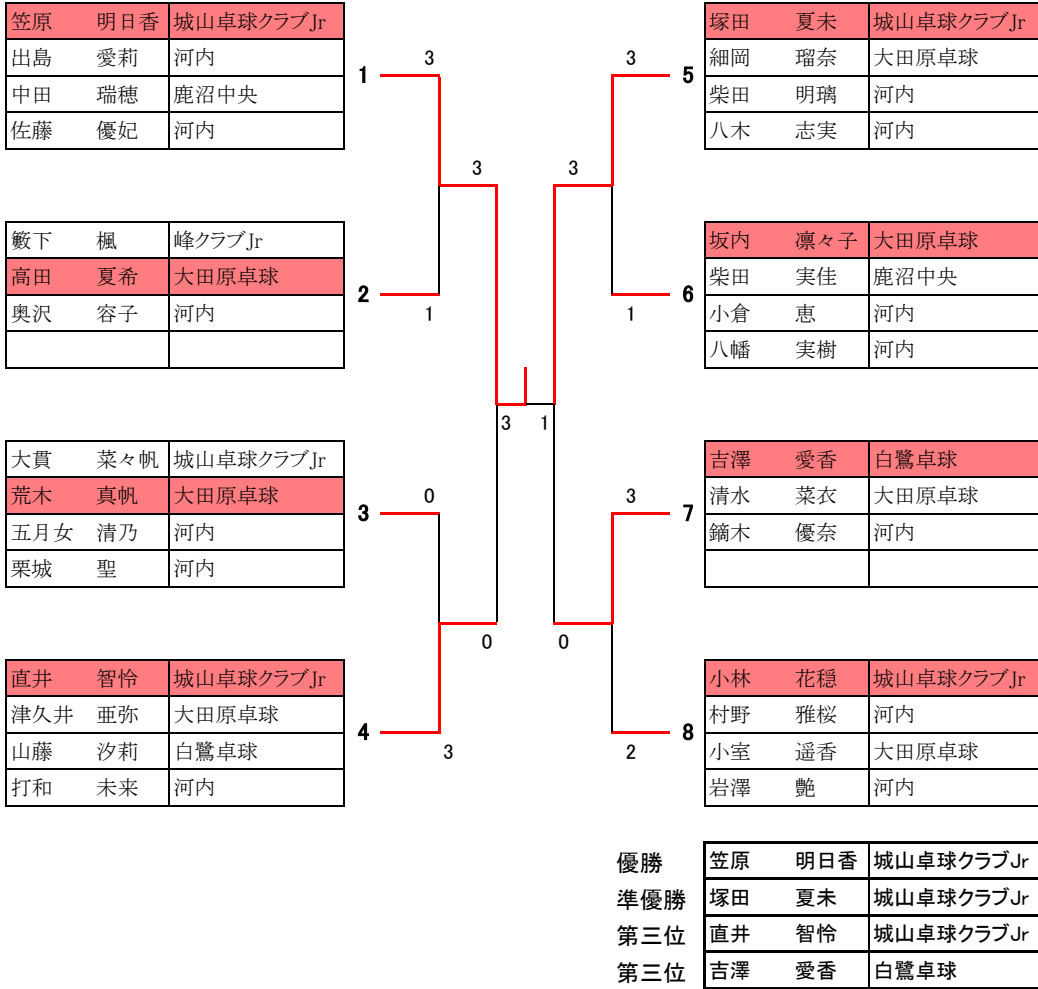 笠原 明日香 城山卓球クラブJr
出島 愛莉 河内
中田 瑞穂 鹿沼中央
佐藤 優妃 河内
1
3
3
籔下 楓 峰クラブJr
高田 夏希 大田原卓球
奥沢 容子 河内
2
1
大貫 菜々帆 城山卓球クラブJr
荒木 真帆 大田原卓球
五月女 清乃 河内
栗城 聖 河内
3
0
直井 智怜 城山卓球クラブJr
津久井 亜弥 大田原卓球
山藤 汐莉 白鷺卓球
打和 未来 河内
4
3
0
3 1
塚田 夏未 城山卓球クラブJr
細岡 瑠奈 大田原卓球
柴田 明璃 河内
八木 志実 河内
3
5
3
坂内 凛々子 大田原卓球
柴田 実佳 鹿沼中央
小倉 恵 河内
八幡 実樹 河内
6
1
吉澤 愛香 白鷺卓球
清水 菜衣 大田原卓球
鏑木 優奈 河内
3
7
0
小林 花穏 城山卓球クラブJr
村野 雅桜 河内
小室 遥香 大田原卓球
岩澤 艶 河内
8
2
優勝 笠原 明日香 城山卓球クラブJr
準優勝 塚田 夏未 城山卓球クラブJr
第三位 直井 智怜 城山卓球クラブJr
第三位 吉澤 愛香 白鷺卓球